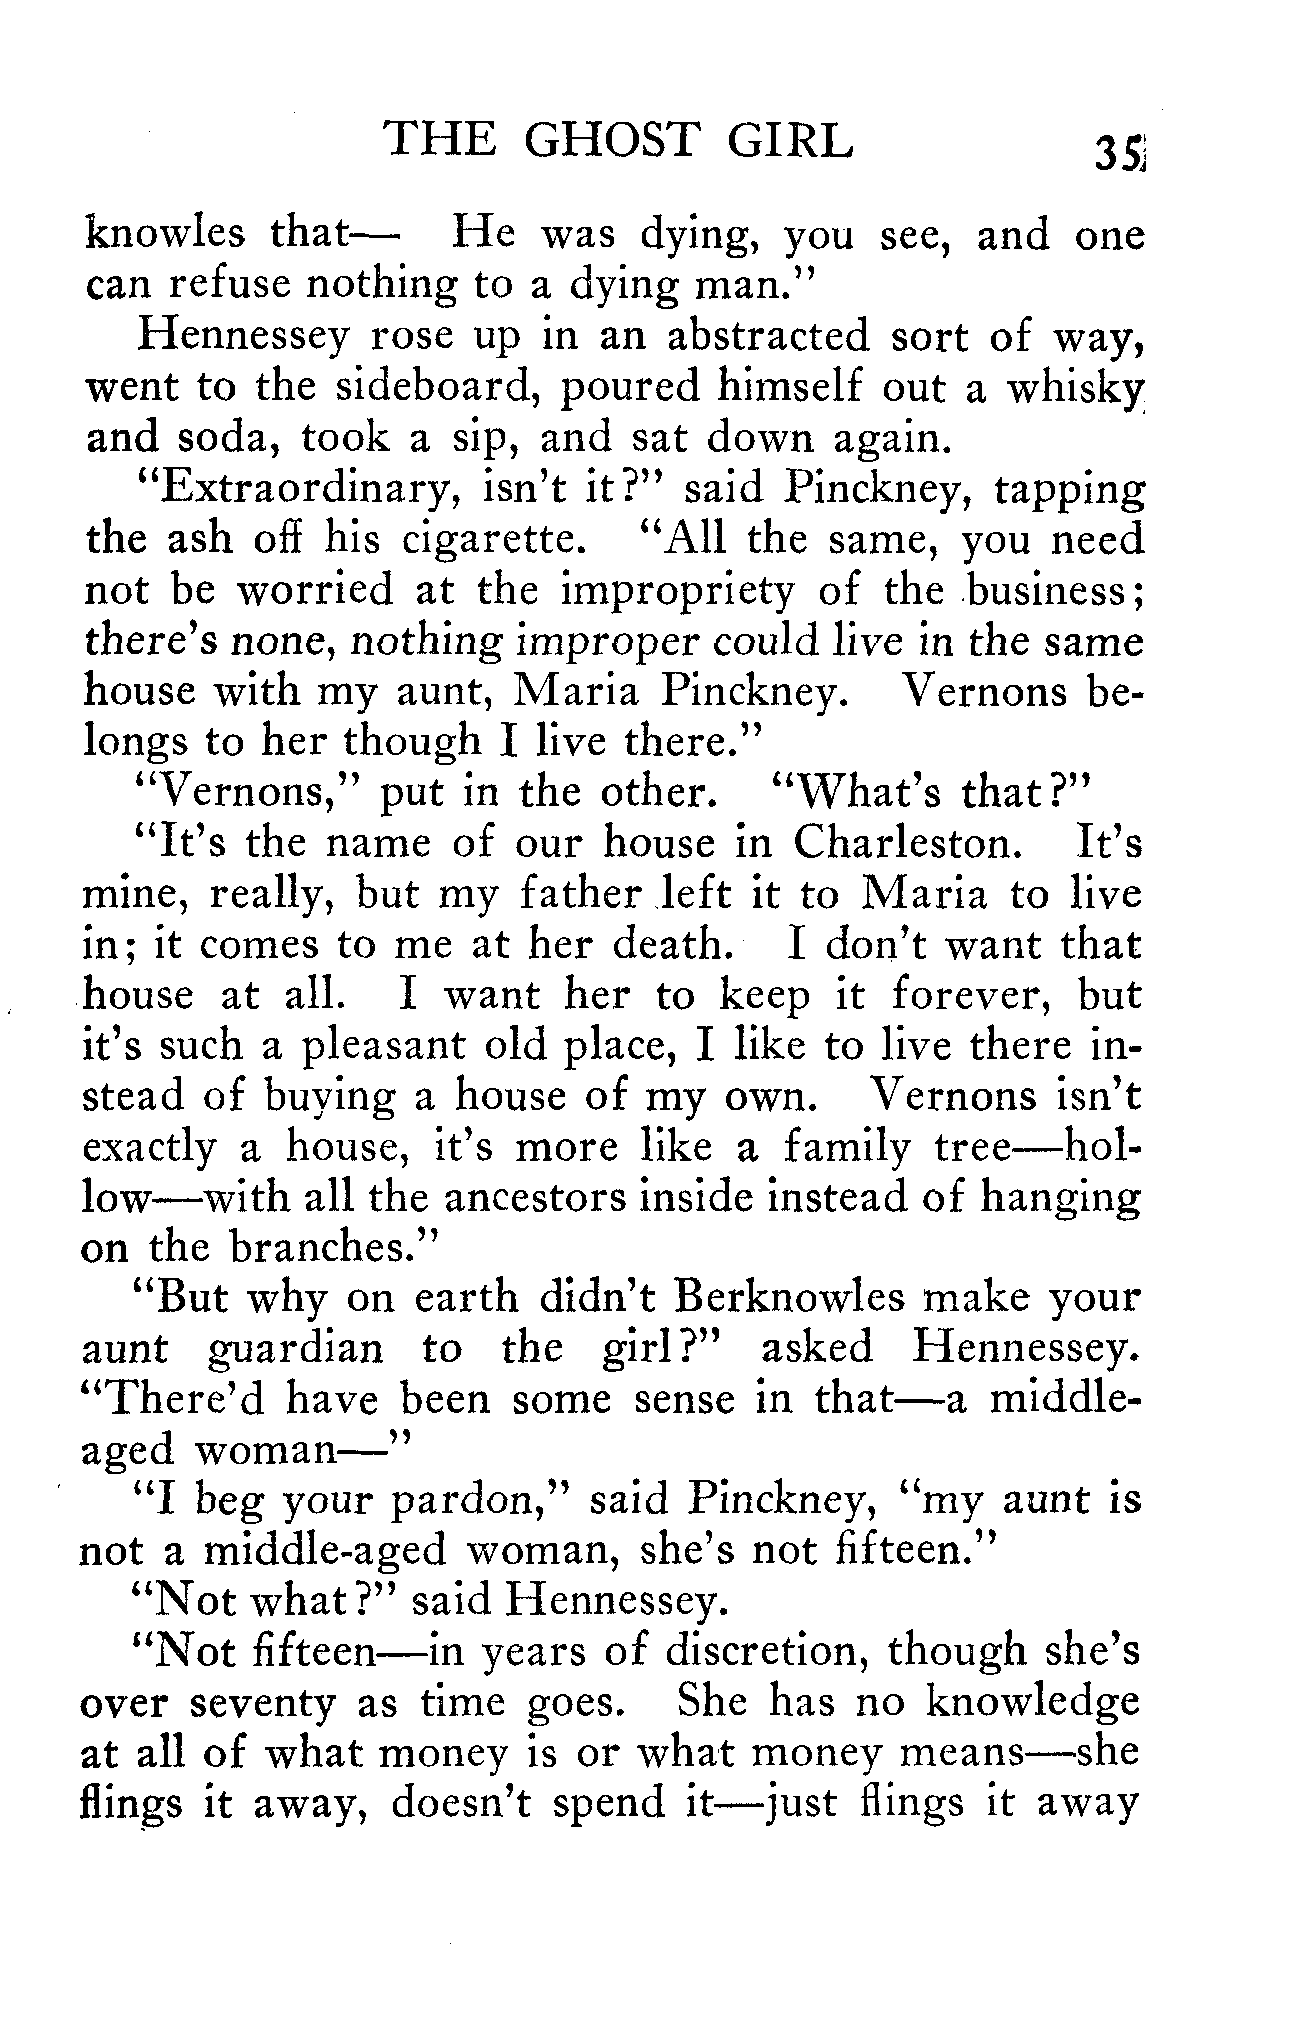 THE GHOST GIRL 35
knowles that— He was dying, you see, and one
can refuse nothing to a dying man."
Hennessey rose up in an abstracted sort of way,
went to the sideboard, poured himself out a whisky
and soda, took a sip, and sat down again.
"Extraordinary, isn't it?" said Pinckney, tapping
the ash off his cigarette. "All the same, you need
not be worried at the impropriety of the business;
there's none, nothing improper could live in the same
house with my aunt, Maria Pinckney. Vernons be-
longs to her though I live there."
"Vernons," put in the other. "What's that?"
"It's the name of our house in Charleston. It's
mine, really, but my father left it to Maria to live
in; it comes to me at her death. I don't want that
house at all. I want her to keep it forever, but
it's such a pleasant old place, I like to live there in-
stead of buying a house of my own. Vernons isn't
exactly a house, it's more like a family tree—hol-
low—with all the ancestors inside instead of hanging
on the branches."
"But why on earth didn't Berknowles make your
aunt guardian to the girl?" asked Hennessey.
"There'd have been some sense in that—a middle-
aged woman—"
"I beg your pardon," said Pinckney, "my aunt is
not a middle-aged woman, she's not fifteen."
"Not what?" said Hennessey.
"Not fifteen—in years of discretion, though she's
over seventy as time goes. She has no knowledge
at all of what money is or what money means—she
flings it away, doesn't spend it—just flings it away